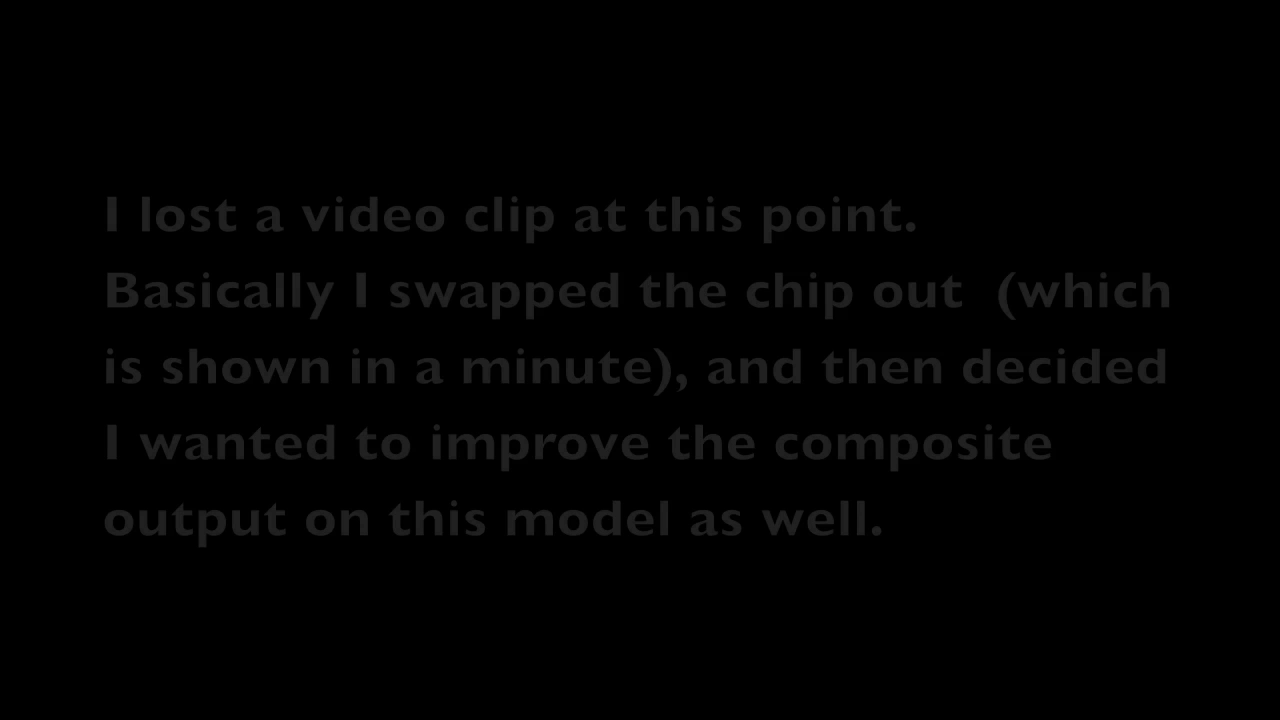 I lost a video clip at this point.
Basically I swapped the chip out  (which
is shown in a minute), and then decided
I wanted to improve the composite
output on this model as well.